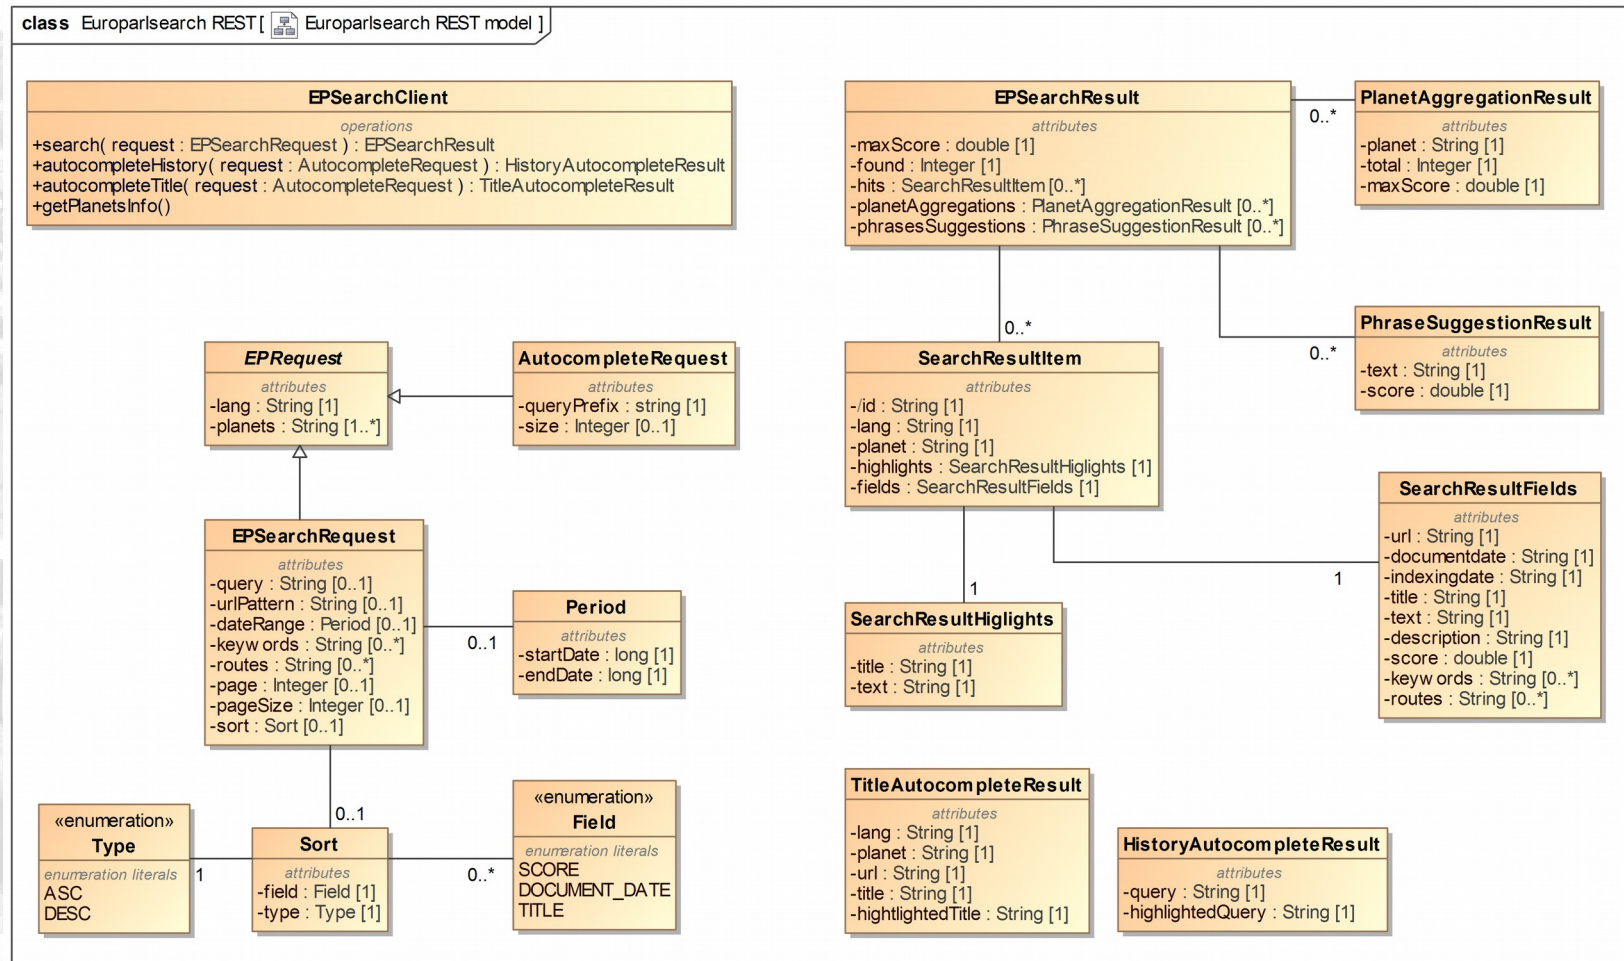 class Europarlsearch REST [ Europarlsearch REST model ]
EPSearchClient
operations
+search( request : EPSearchRequest ) : EPSearchResult
+autocompleteHistory( request : AutocompleteRequest ) : HistoryAutocompleteResult
+autocompleteTitle( request : AutocompleteRequest ) : TitleAutocompleteResult
+getPlanetsInfo()
EPSearchResult
attributes
-maxScore : double [1]
-found : Integer [1]
-hits : SearchResultItem [0..*]
-planetAggregations : PlanetAggregationResult [0..*]
-phrasesSuggestions : PhraseSuggestionResult [0..*]
0..*
PlanetAggregationResult
attributes
-planet : String [1]
-total : Integer [1]
-maxScore : double [1]
0..*
0..*
PhraseSuggestionResult
attributes
-text : String [1]
-score : double [1]
EPRequest
attributes
-lang : String [1]
-planets : String [1..*]
AutocompleteRequest
attributes
-queryPrefix : string [1]
-size : Integer [0..1]
SearchResultItem
attributes
-/id : String [1]
-lang : String [1]
-planet : String [1]
-highlights : SearchResultHiglights [1]
-fields : SearchResultFields [1]
SearchResultFields
attributes
-url : String [1]
-documentdate : String [1]
-indexingdate : String [1]
-title : String [1]
-text : String [1]
-description : String [1]
-score : double [1]
-keywords : String [0..*]
-routes : String [0..*]
1
1
EPSearchRequest
attributes
-query : String [0..1]
-urlPattern : String [0..1]
-dateRange : Period [0..1]
-keywords : String [0..*]
-routes : String [0..*]
-page : Integer [0..1]
-pageSize : Integer [0..1]
-sort : Sort [0..1]
0..1
Period
attributes
-startDate : long [1]
-endDate : long [1]
SearchResultHiglights
attributes
-title : String [1]
-text : String [1]
0..1
«enumeration»
Type
enumeration literals
ASC
DESC
1
Sort
attributes
-field : Field [1]
-type : Type [1]
0..*
«enumeration»
Field
enumeration literals
SCORE
DOCUMENT_DATE
TITLE
TitleAutocompleteResult
attributes
-lang : String [1]
-planet : String [1]
-url : String [1]
-title : String [1]
-hightlightedTitle : String [1]
HistoryAutocompleteResult
attributes
-query : String [1]
-highlightedQuery : String [1]